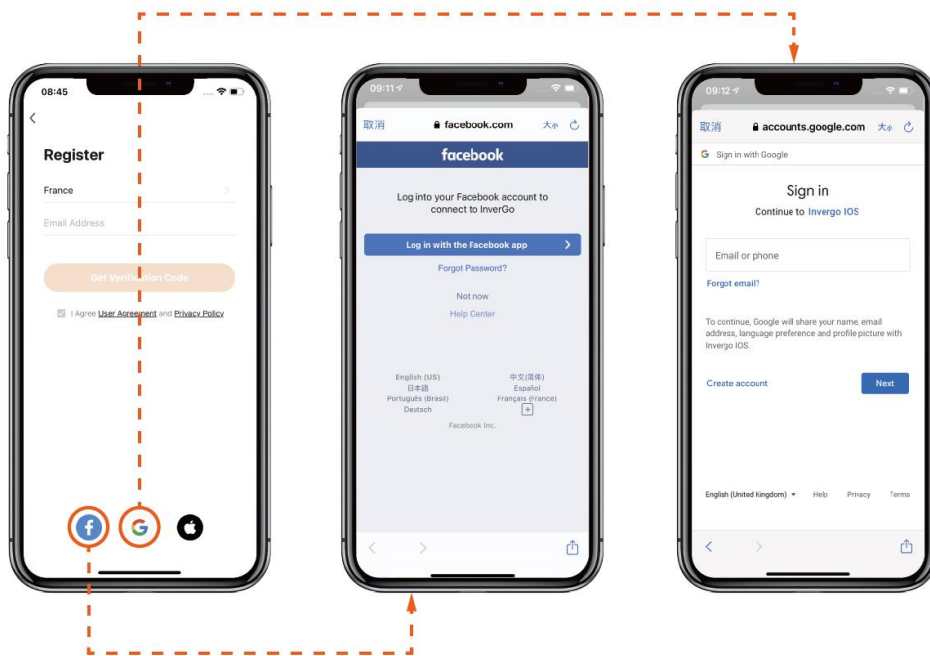 08:45
Register
France
Email Address
Get Verification Code
I Agree User Agreement and Privacy Policy
09:11
取消
facebook.com
大小
facebook
Log into your Facebook account to
connect to InverGo
Log in with the Facebook app
Forgot Password?
Not now
Help Center
English (US)
中文(简体)
日本語
Español
Português (Brasil)
Français (France)
Deutsch
Facebook Inc.
09:12
取消
accounts.google.com
大小
Sign in with Google
Sign in
Continue to Invergo IOS
Email or phone
Forgot email?
To continue, Google will share your name, email
address, language preference and profile picture with
Invergo IOS.
Create account
Next
English (United Kingdom)
Help
Privacy
Terms